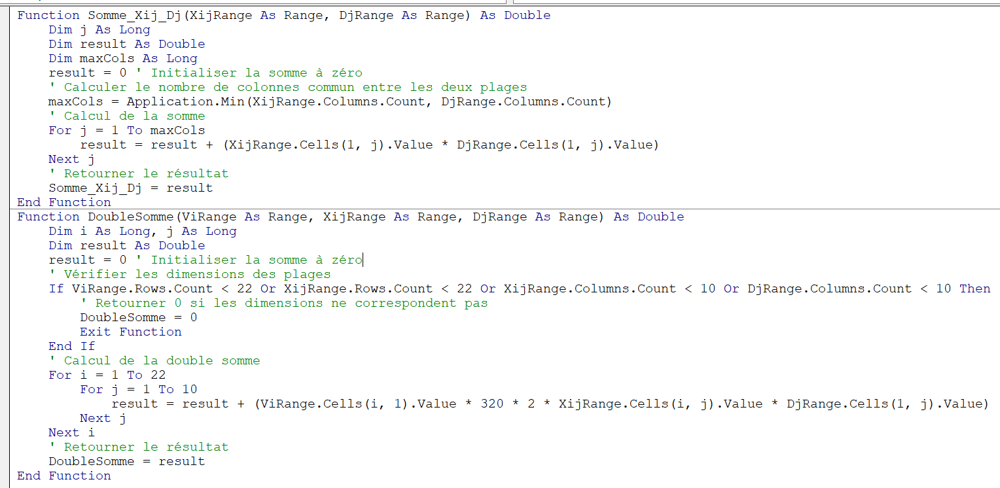 Function Somme_Xij_Dj(XijRange As Range, DjRange As Range) As Double
    Dim j As Long
    Dim result As Double
    Dim maxCols As Long
    result = 0 ' Initialiser la somme à zéro
    ' Calculer le nombre de colonnes commun entre les deux plages
    maxCols = Application.Min(XijRange.Columns.Count, DjRange.Columns.Count)
    ' Calcul de la somme
    For j = 1 To maxCols
        result = result + (XijRange.Cells(1, j).Value * DjRange.Cells(1, j).Value)
    Next j
    ' Retourner le résultat
    Somme_Xij_Dj = result
End Function
Function DoubleSomme(ViRange As Range, XijRange As Range, DjRange As Range) As Double
    Dim i As Long, j As Long
    Dim result As Double
    result = 0 ' Initialiser la somme à zéro
    ' Vérifier les dimensions des plages
    If ViRange.Rows.Count < 22 Or XijRange.Rows.Count < 22 Or XijRange.Columns.Count < 10 Or DjRange.Columns.Count < 10 Then
        ' Retourner 0 si les dimensions ne correspondent pas
        DoubleSomme = 0
        Exit Function
    End If
    ' Calcul de la double somme
    For i = 1 To 22
        For j = 1 To 10
            result = result + (ViRange.Cells(i, 1).Value * 320 * 2 * XijRange.Cells(i, j).Value * DjRange.Cells(1, j).Value)
        Next j
    Next i
    ' Retourner le résultat
    DoubleSomme = result
End Function